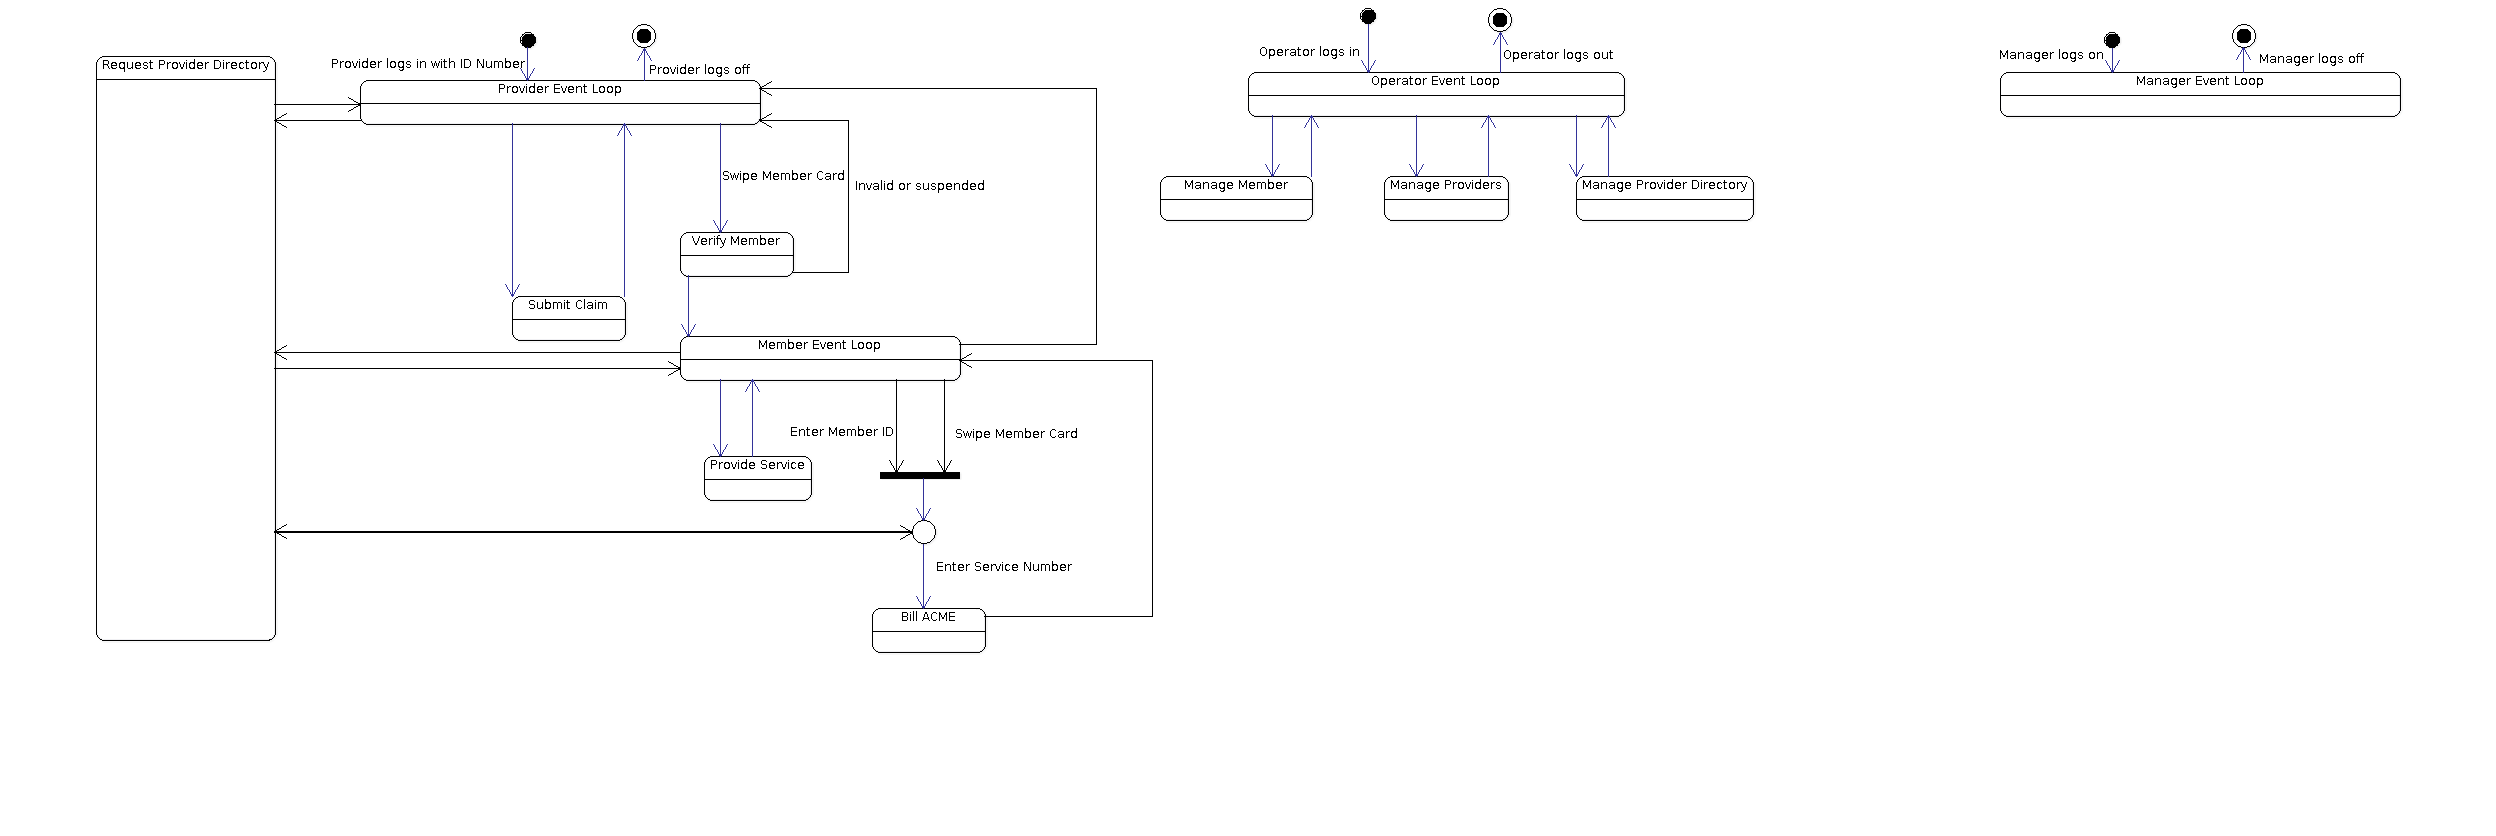 Request Provider Directory
Provider logs in with ID Number
Provider logs off
Provider Event Loop
Swipe Member Card
Invalid or suspended
Verify Member
Submit Claim
Member Event Loop
Enter Member ID
Swipe Member Card
Provide Service
Enter Service Number
Bill ACME
Operator logs in
Operator logs out
Operator Event Loop
Manage Member
Manage Providers
Manage Provider Directory
Manager logs on
Manager logs off
Manager Event Loop